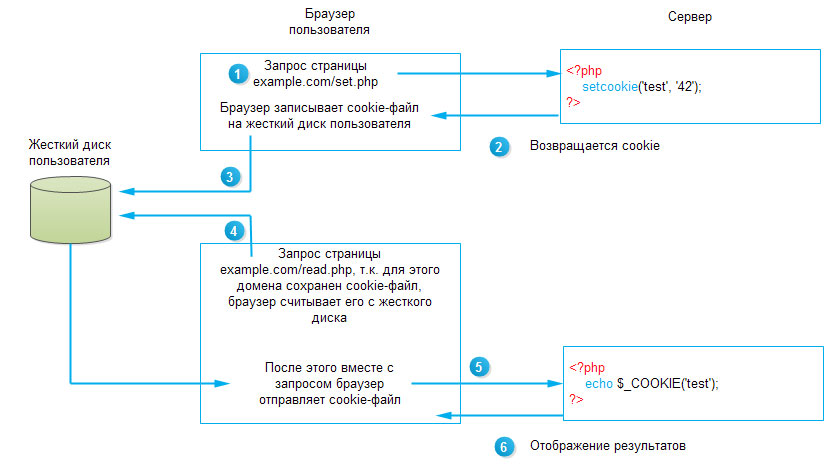 Браузер
пользователя
Сервер
1
Запрос страницы
example.com/set.php
Браузер записывает cookie-файл
на жесткий диск пользователя
<?php
setcookie('test', '42');
?>
2
Возвращается cookie
Жесткий диск
пользователя
3
4
Запрос страницы
example.com/read.php, т.к. для этого
домена сохранен cookie-файл,
браузер считывает его с жесткого
диска
После этого вместе с
запросом браузер
отправляет cookie-файл
5
<?php
echo $_COOKIE('test');
?>
6
Отображение результатов